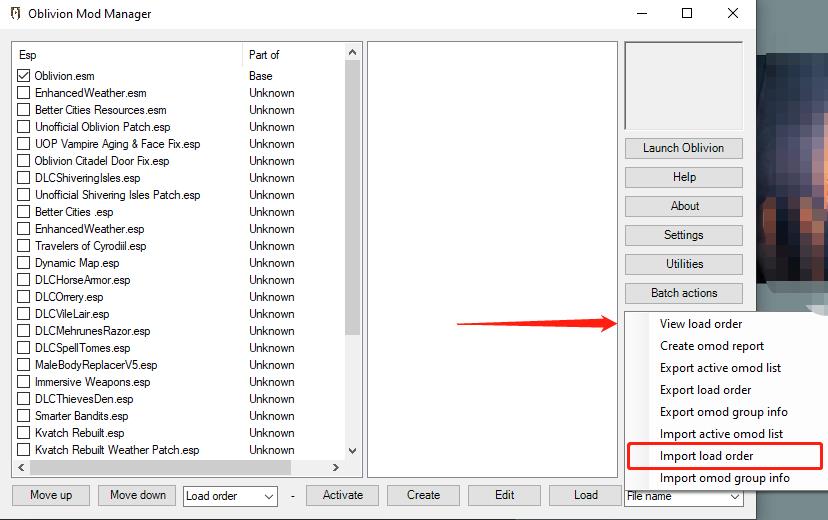 Oblivion Mod Manager
Esp Part of
Oblivion.esm Base
EnhancedWeather.esm Unknown
Better Cities Resources.esm Unknown
Unofficial Oblivion Patch.esp Unknown
UOP Vampire Aging & Face Fix.esp Unknown
Oblivion Citadel Door Fix.esp Unknown
DLCShiveringIsles.esp Unknown
Unofficial Shivering Isles Patch.esp Unknown
Better Cities .esp Unknown
EnhancedWeather.esp Unknown
Travelers of Cyrodiil.esp Unknown
Dynamic Map.esp Unknown
DLCHorseArmor.esp Unknown
DLCOrrery.esp Unknown
DLCVileLair.esp Unknown
DLCMehrunesRazor.esp Unknown
DLCSpellTomes.esp Unknown
MaleBodyReplacerV5.esp Unknown
Immersive Weapons.esp Unknown
DLCThievesDen.esp Unknown
Smarter Bandits.esp Unknown
Kvatch Rebuilt.esp Unknown
Kvatch Rebuilt Weather Patch.esp Unknown
Launch Oblivion
Help
About
Settings
Utilities
Batch actions
View load order
Create omod report
Export active omod list
Export load order
Export omod group info
Import active omod list
Import load order
Import omod group info
Move up Move down Load order - Activate Create Edit Load File name